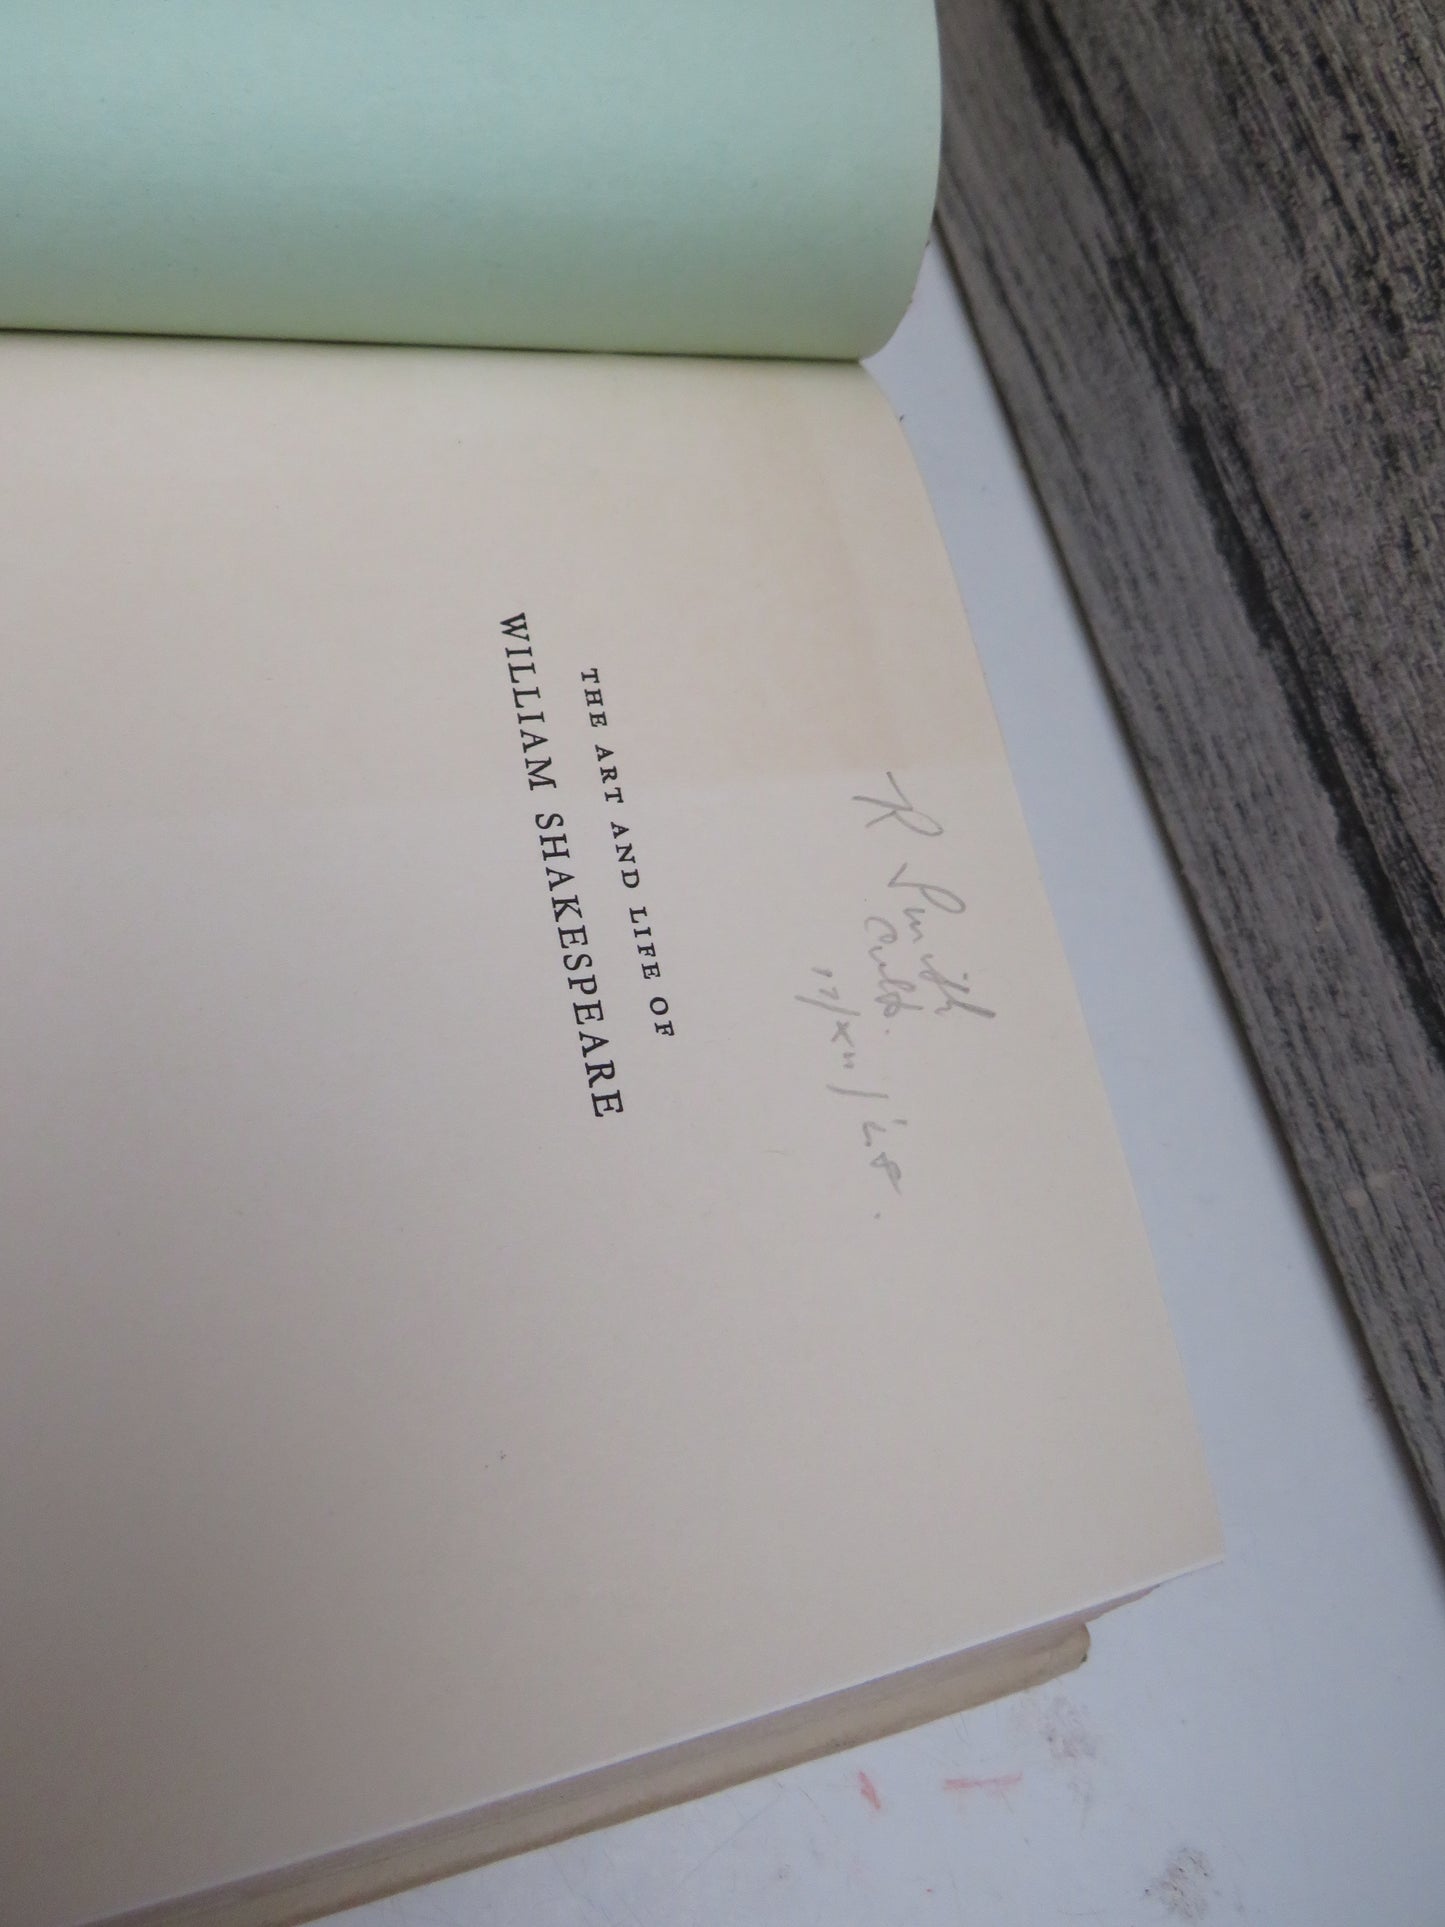 R Smith
THE ART AND LIFE OF
WILLIAM SHAKESPEARE